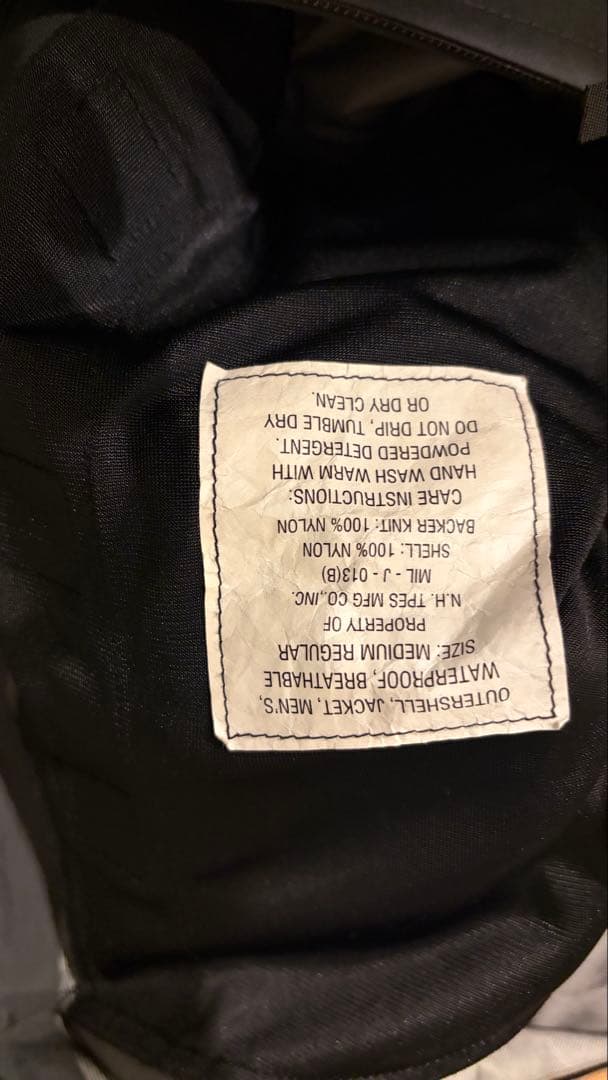 OUTERSHELL, JACKET, MEN'S,
WATERPROOF, BREATHABLE
SIZE: MEDIUM REGULAR
PROPERTY OF
N.H. TPES MFG CO.,INC.
MIL - J - 013(B)
SHELL: 100% NYLON
BACKER KNIT: 100% NYLON
CARE INSTRUCTIONS:
HAND WASH WARM WITH
POWDERED DETERGENT.
DO NOT DRIP, TUMBLE DRY
OR DRY CLEAN.